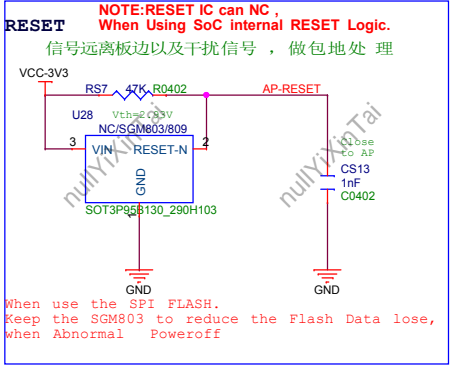 NOTE:RESET IC can NC ,
RESET When Using SoC internal RESET Logic.
信号远离板边以及干扰信号 ，做包地处 理
VCC-3V3
RS7 47K R0402 AP-RESET
U28 Vth=2.93V
NC/SGM803/809
3 VIN RESET-N 2
GND
1
SOT3P95B130_290H103
Close
to AP
CS13
1nF
C0402
GND GND
nullYiXinTai nullYiXinTai
When use the SPI FLASH.
Keep the SGM803 to reduce the Flash Data lose,
when Abnormal Poweroff